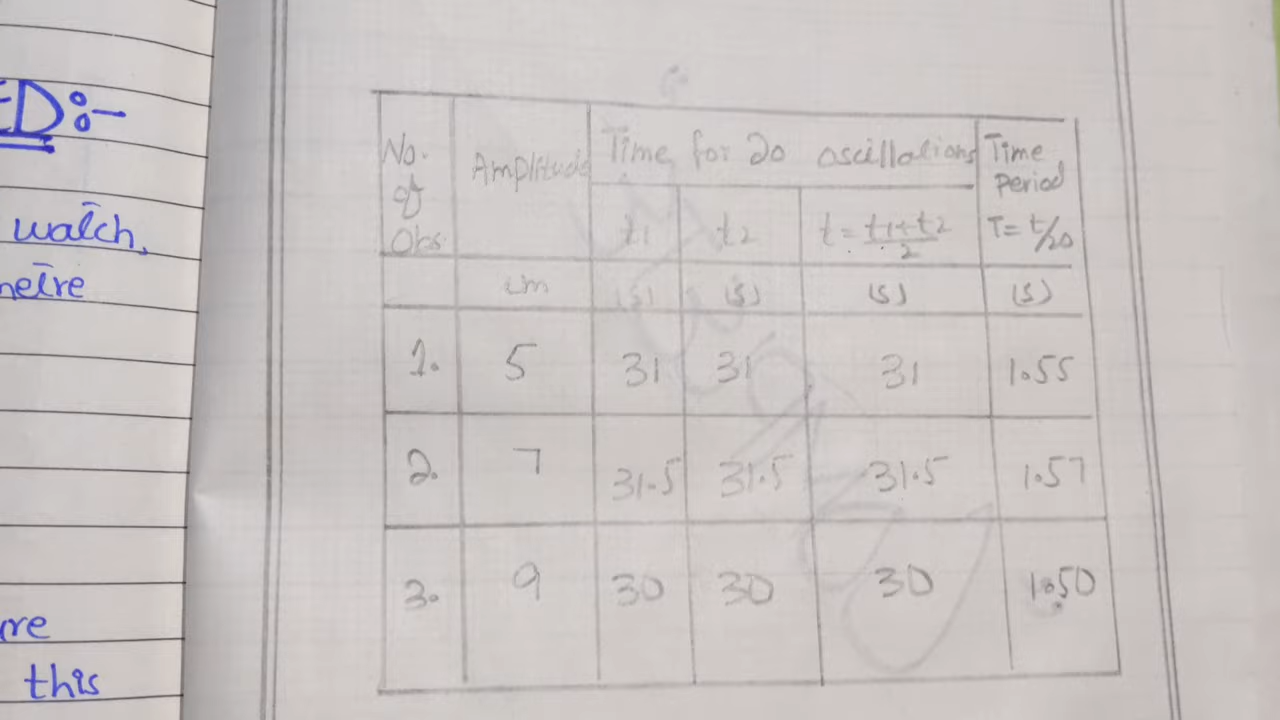 ED:-
watch,
metre
re
this
No. of Obs.
Amplitude
Time for 20 oscillations
Time Period T = t/20
t1
t2
t = t1+t2/2
cm
(s)
(s)
(s)
(s)
1. 5 31 31 31 1.55
2. 7 31.5 31.5 31.5 1.57
3. 9 30 30 30 1.50